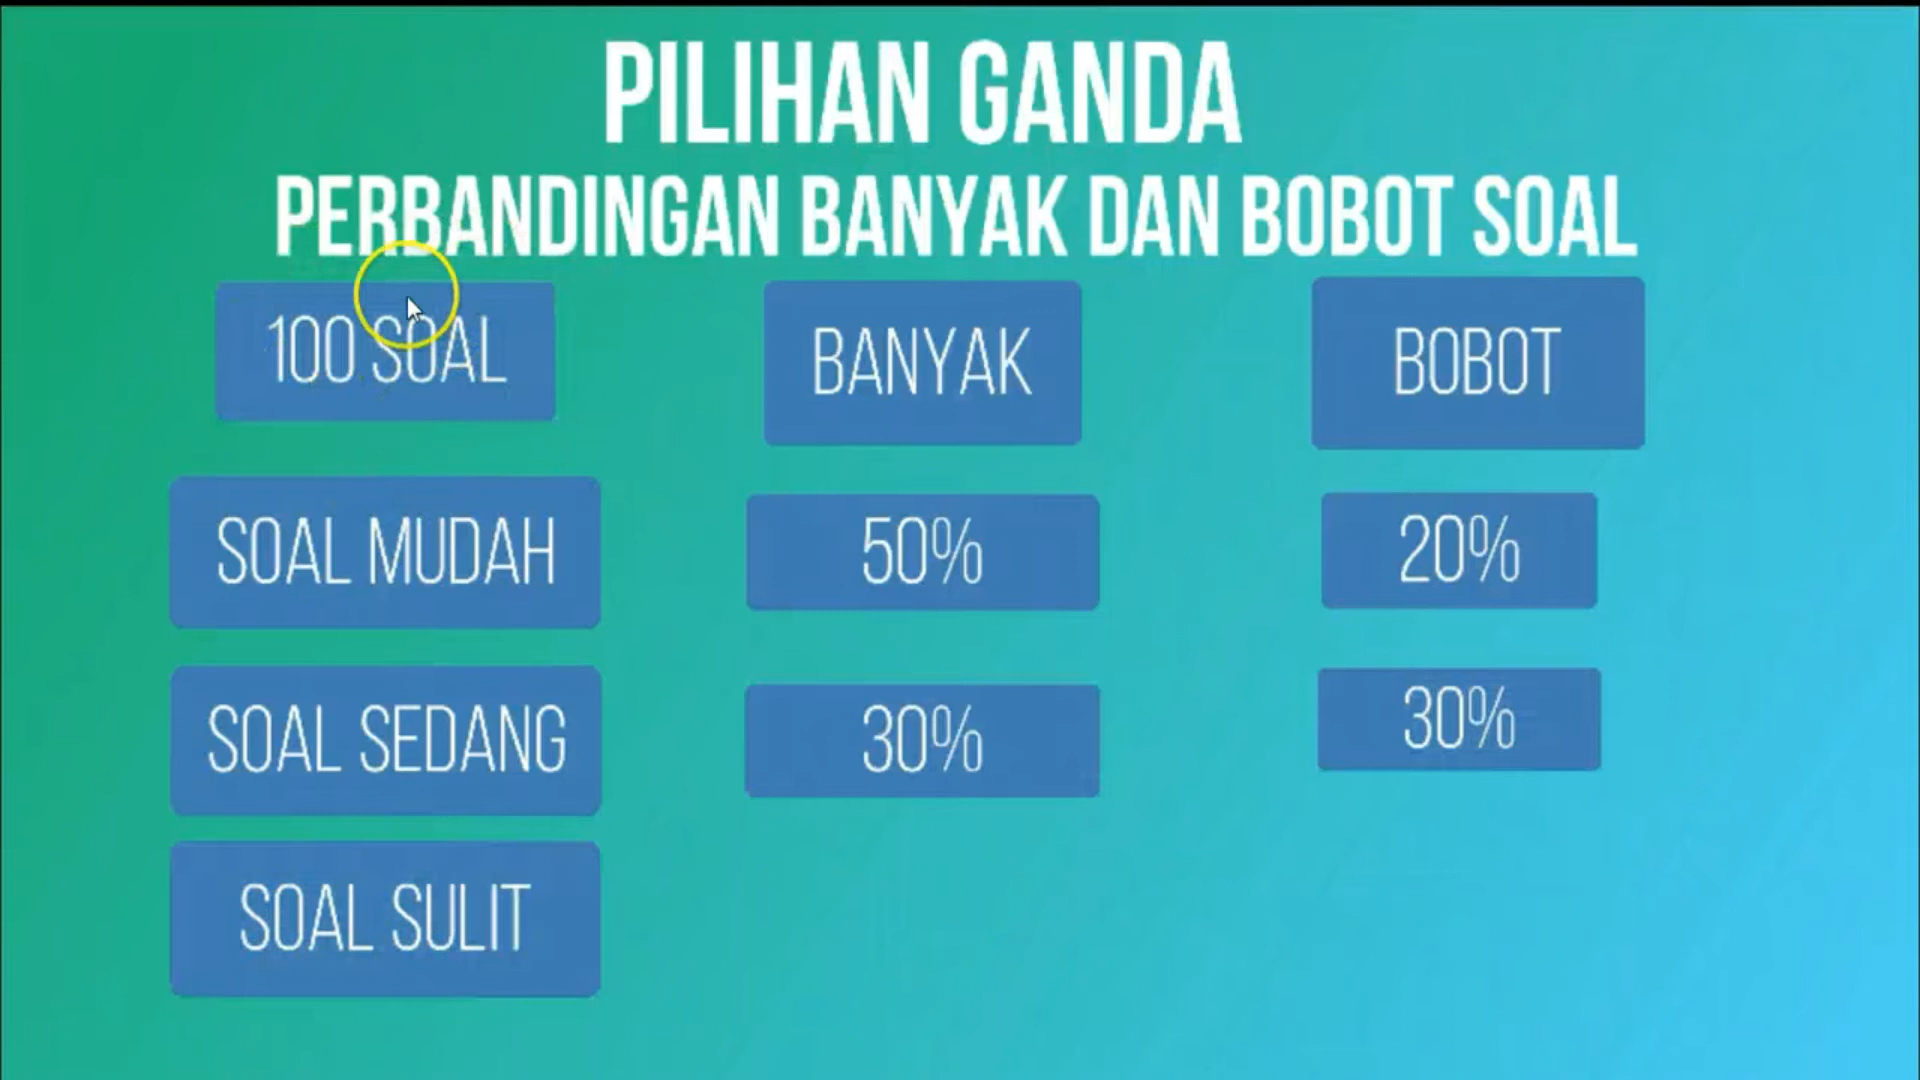 PILIHAN GANDA
PERBANDINGAN BANYAK DAN BOBOT SOAL
100 SOAL BANYAK BOBOT
SOAL MUDAH 50% 20%
SOAL SEDANG 30% 30%
SOAL SULIT